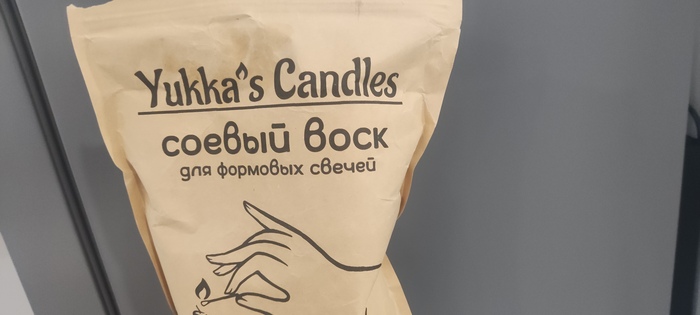 Yukka's Candles
соевый воск
для формовых свечей